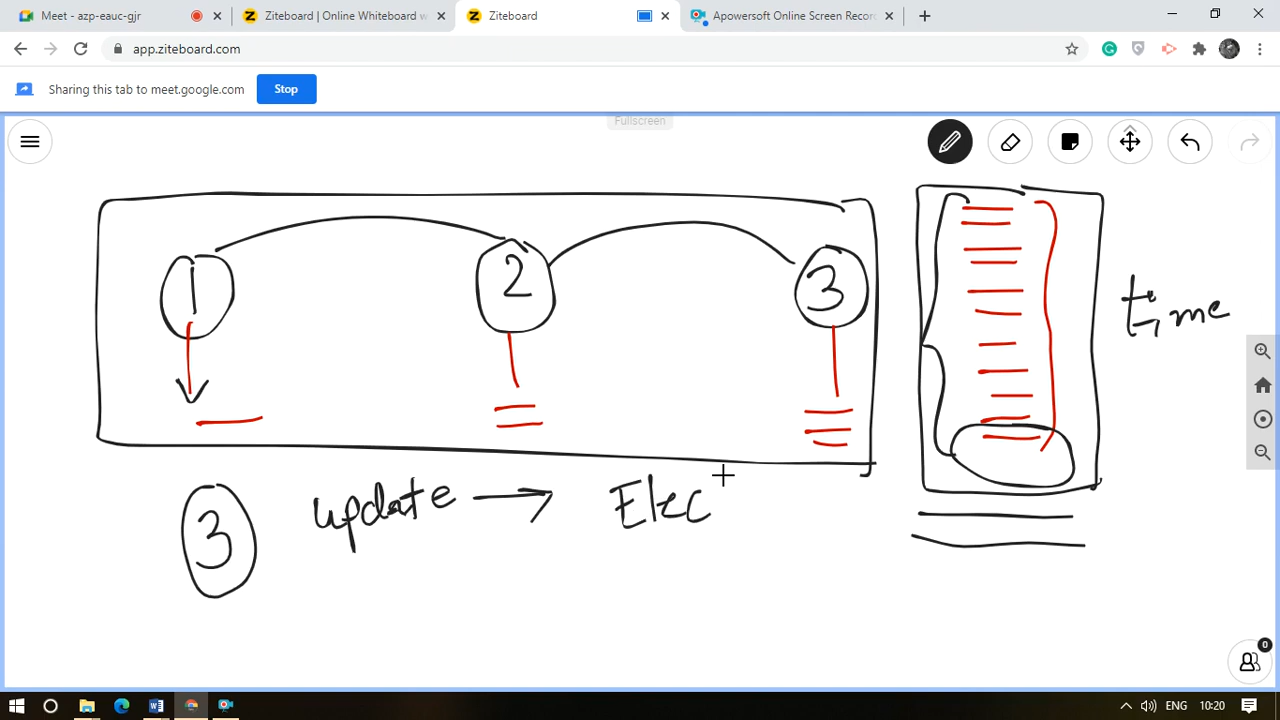 Meet - azp-eauc-gjr
Ziteboard | Online Whiteboard w
Ziteboard
Apowersoft Online Screen Recor
app.ziteboard.com
Sharing this tab to meet.google.com
Stop
Fullscreen
1
2
3
time
3 update → Elec
0
ENG
10:20